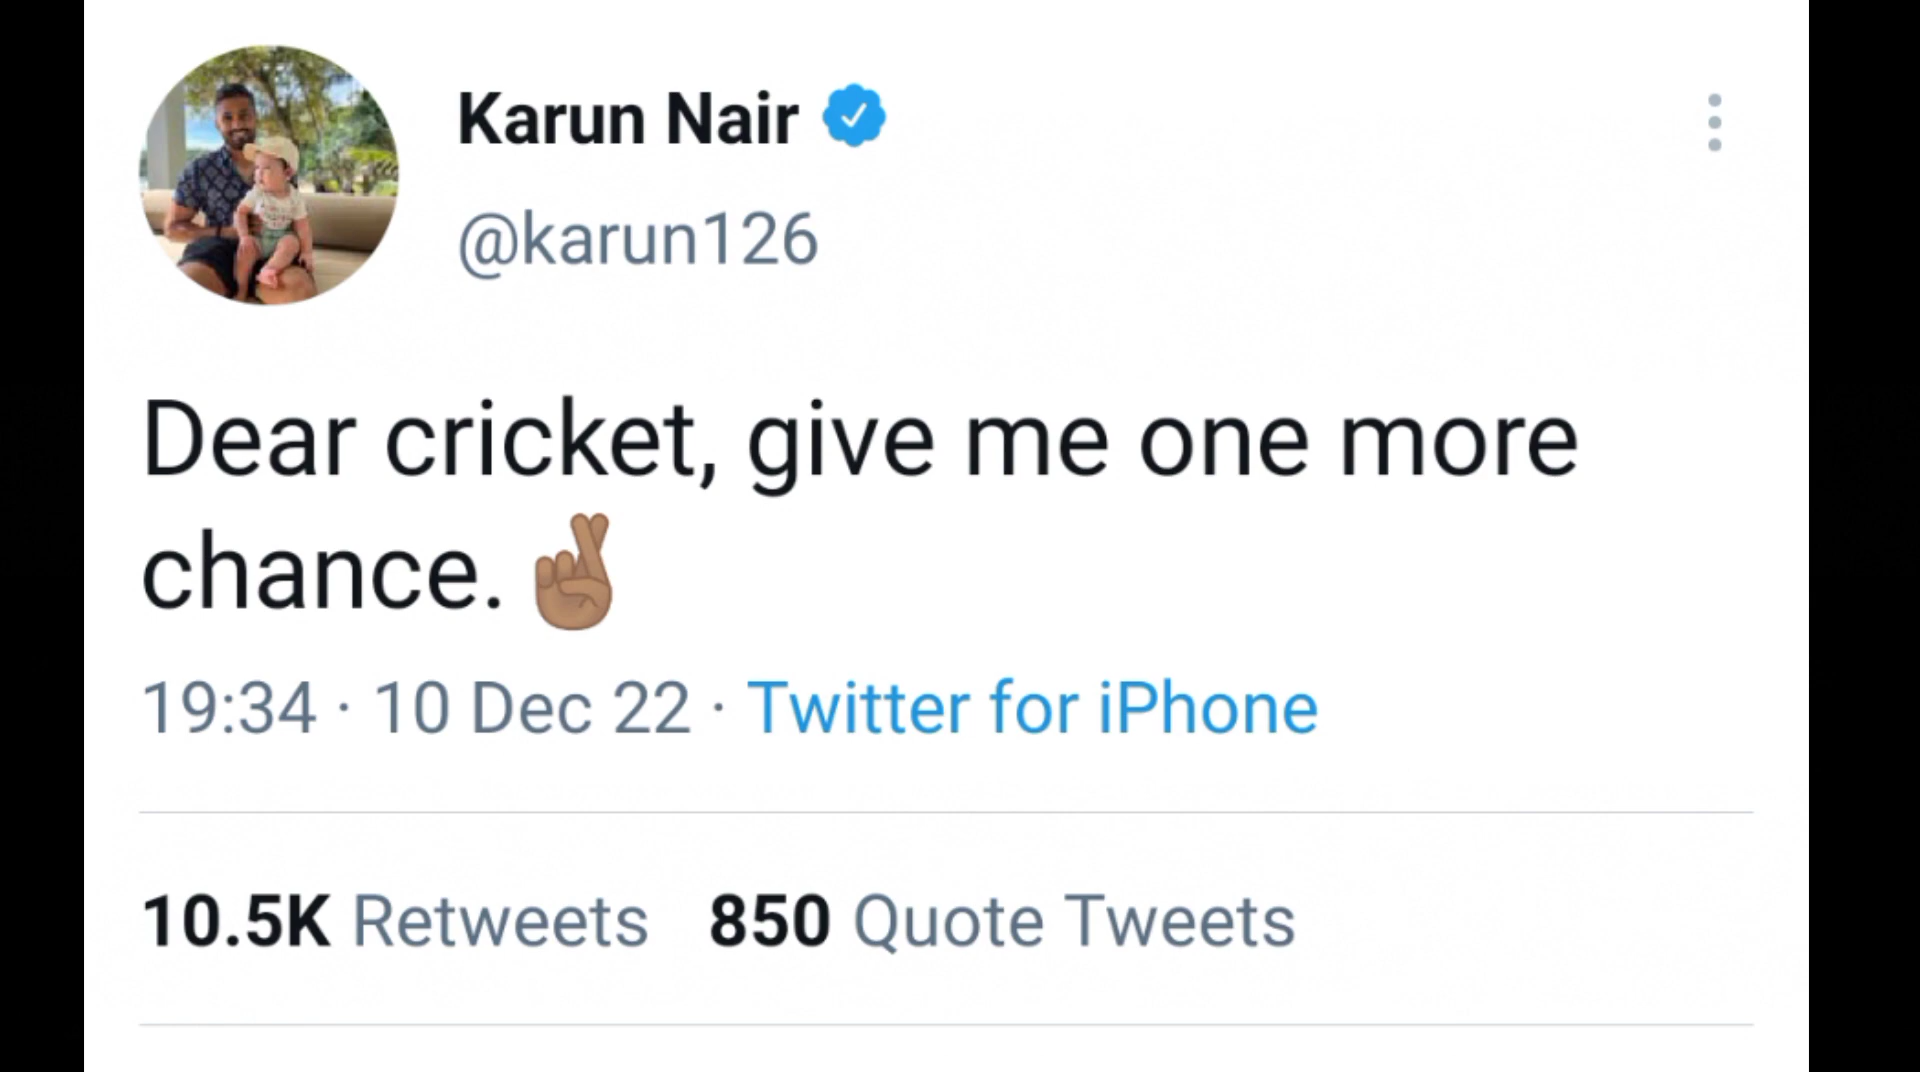 Karun Nair
@karun126
Dear cricket, give me one more
chance. 🤞🏽
19:34 · 10 Dec 22 · Twitter for iPhone
10.5K Retweets 850 Quote Tweets